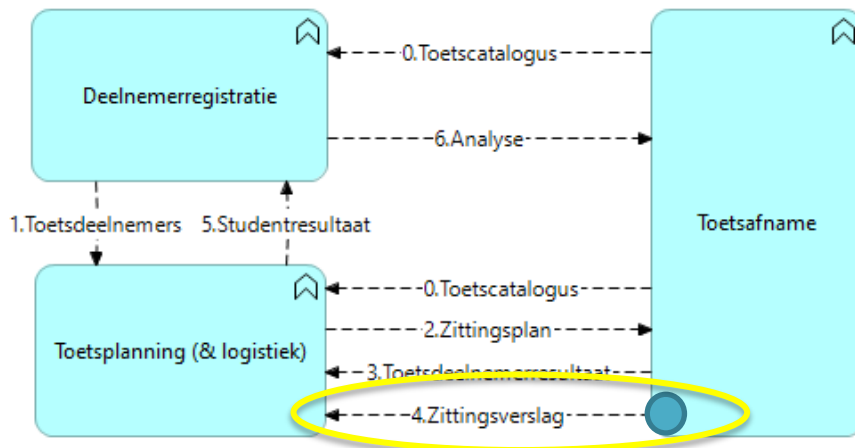 0.Toetscatalogus
Deelnemerregistratie
6.Analyse
1.Toetsdeelnemers
5.Studentresultaat
Toetsafname
0.Toetscatalogus
2.Zittingsplan
Toetsplanning (& logistiek)
3.Toetsdeelnemerresultaat
4.Zittingsverslag